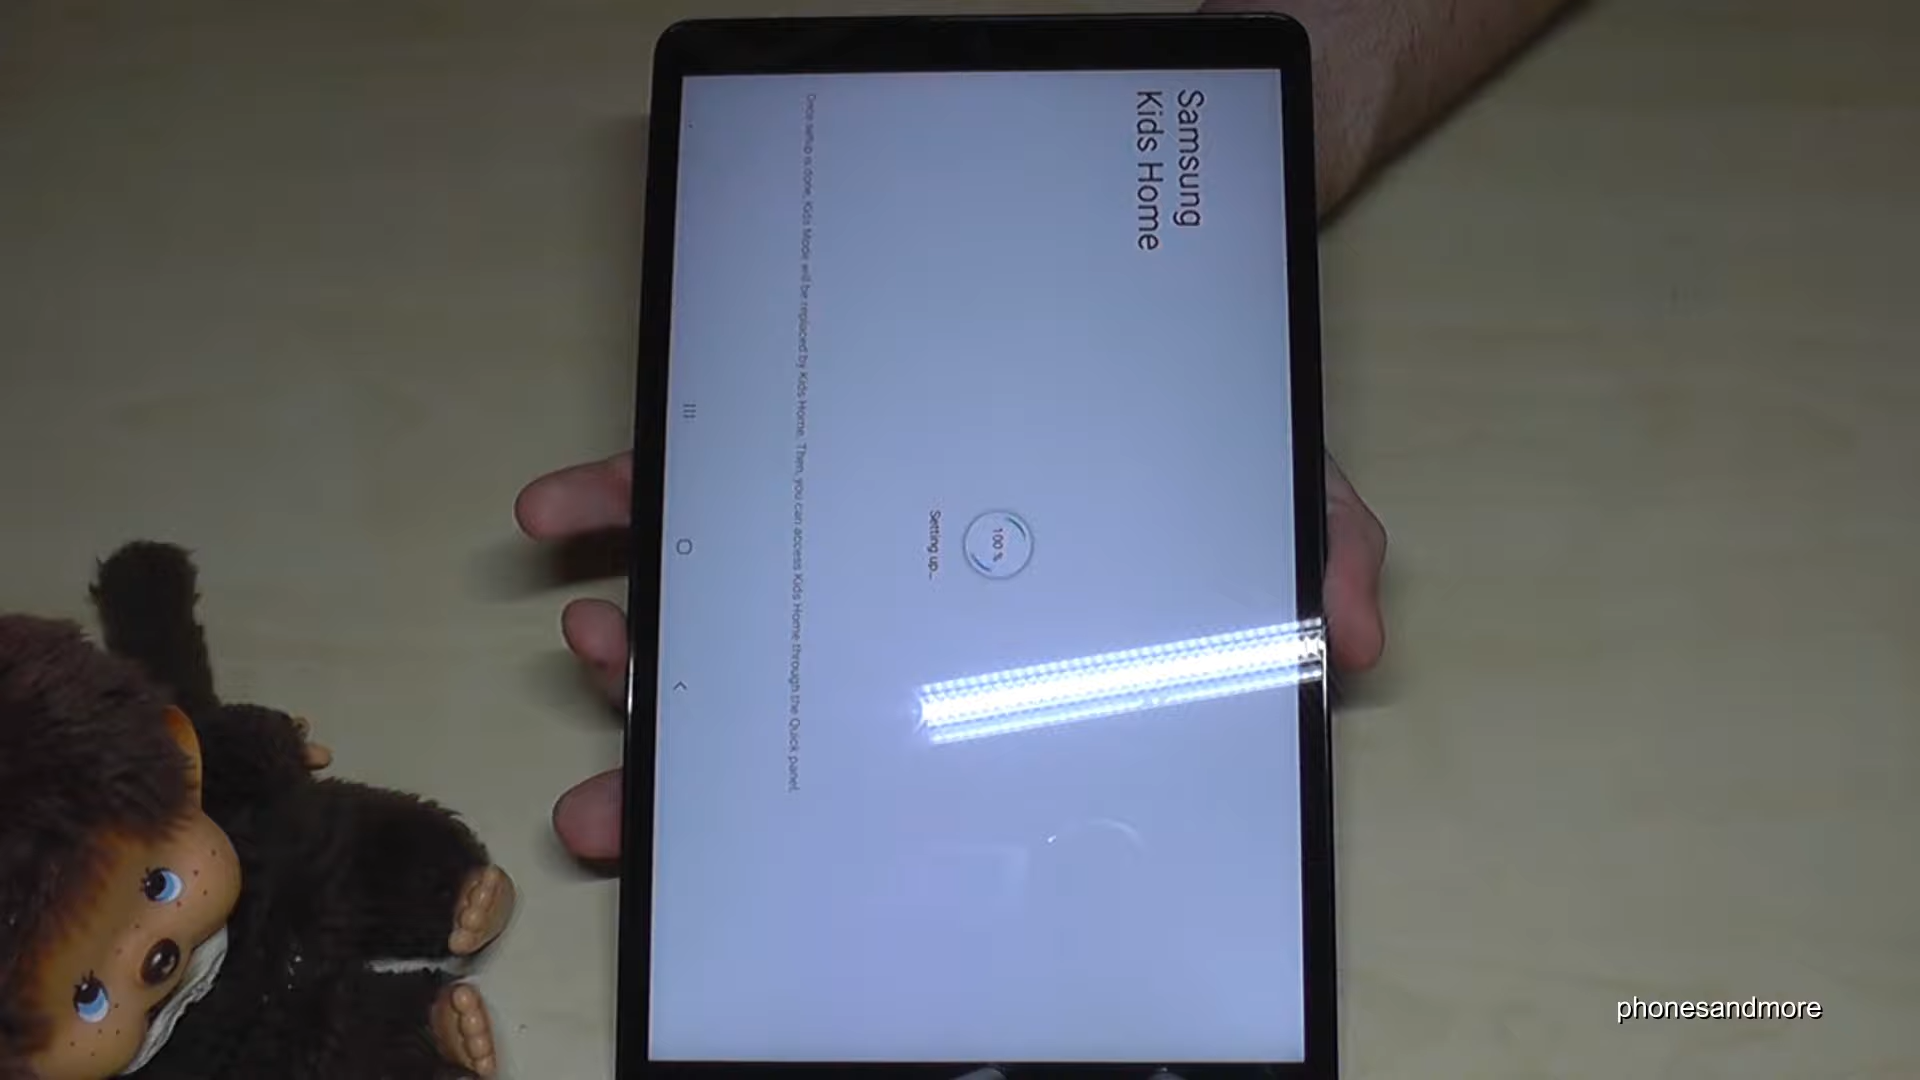 Samsung
Kids Home
100 %
Setting up...
Once setup is done, Kids Mode will be replaced by Kids Home. Then, you can access Kids Home through the Quick panel.
phonesandmore